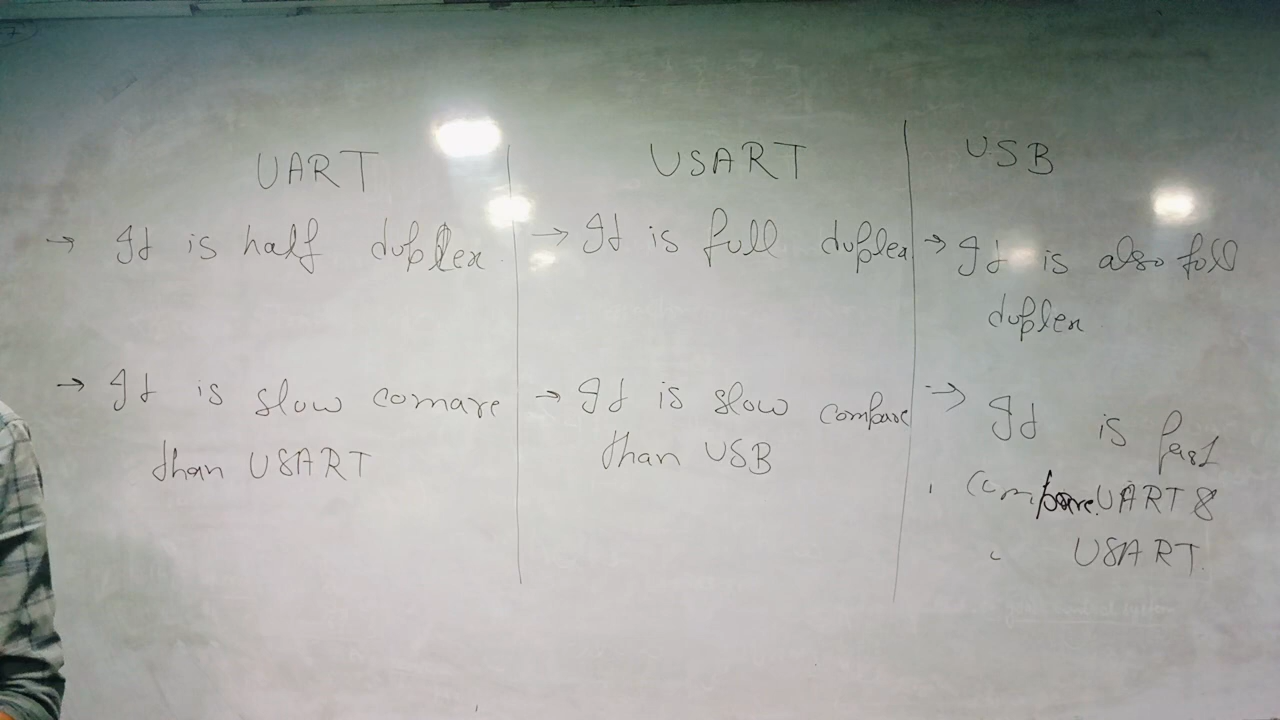 UART
→ It is half duplex
→ It is slow comare
than USART
USART
→ It is full duplex
→ It is slow compare
than USB
USB
→ It is also full
duplex
→ It is fast
compare UART &
USART.